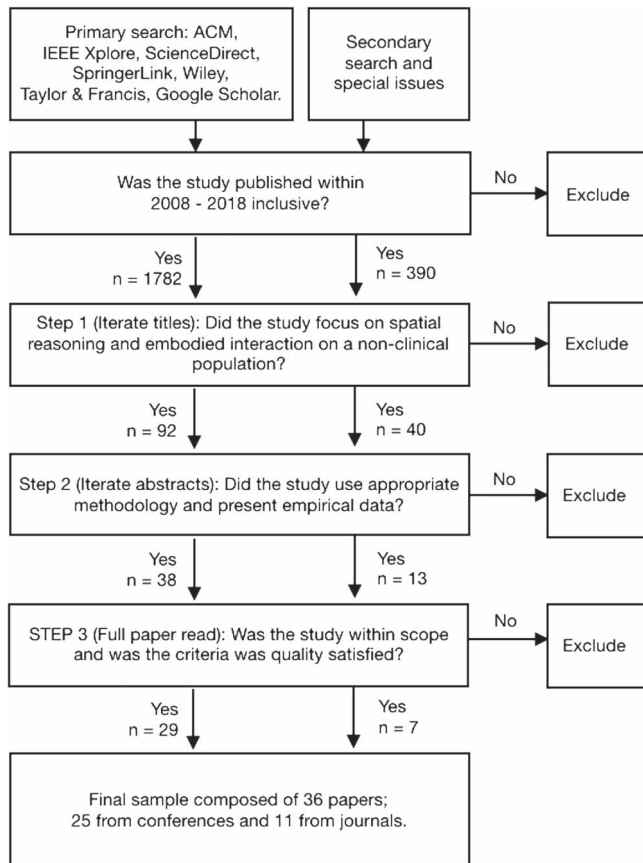 Primary search: ACM,
IEEE Xplore, ScienceDirect,
SpringerLink, Wiley,
Taylor & Francis, Google Scholar.
Secondary
search and
special issues
Was the study published within
2008 - 2018 inclusive?
No
Exclude
Yes
n = 1782
Yes
n = 390
Step 1 (Iterate titles): Did the study focus on spatial
reasoning and embodied interaction on a non-clinical
population?
No
Exclude
Yes
n = 92
Yes
n = 40
Step 2 (Iterate abstracts): Did the study use appropriate
methodology and present empirical data?
No
Exclude
Yes
n = 38
Yes
n = 13
STEP 3 (Full paper read): Was the study within scope
and was the criteria was quality satisfied?
No
Exclude
Yes
n = 29
Yes
n = 7
Final sample composed of 36 papers;
25 from conferences and 11 from journals.